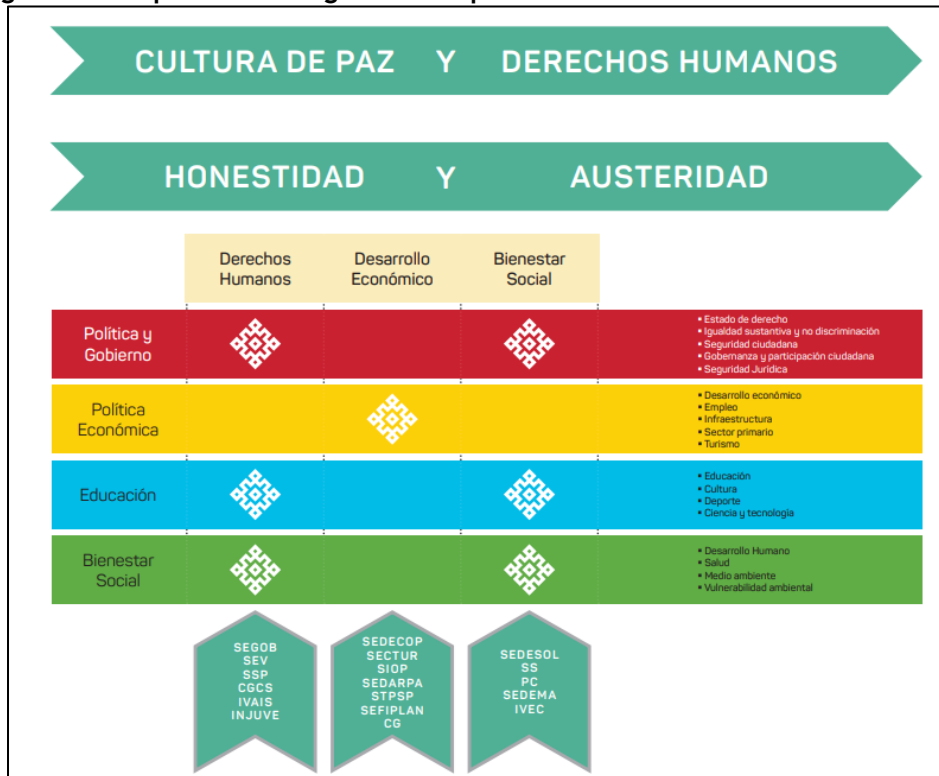 CULTURA DE PAZ Y DERECHOS HUMANOS
HONESTIDAD Y AUSTERIDAD
Derechos
Humanos
Desarrollo
Económico
Bienestar
Social
Política y
Gobierno
▪ Estado de derecho
▪ Igualdad sustantiva y no discriminación
▪ Seguridad ciudadana
▪ Gobernanza y participación ciudadana
▪ Seguridad Jurídica
Política
Económica
▪ Desarrollo económico
▪ Empleo
▪ Infraestructura
▪ Sector primario
▪ Turismo
Educación
▪ Educación
▪ Cultura
▪ Deporte
▪ Ciencia y tecnología
Bienestar
Social
▪ Desarrollo Humano
▪ Salud
▪ Medio ambiente
▪ Vulnerabilidad ambiental
SEGOB
SEV
SSP
CGCS
IVAIS
INJUVE
SEDECOP
SECTUR
SIOP
SEDARPA
STPSP
SEFIPLAN
CG
SEDESOL
SS
PC
SEDEMA
IVEC